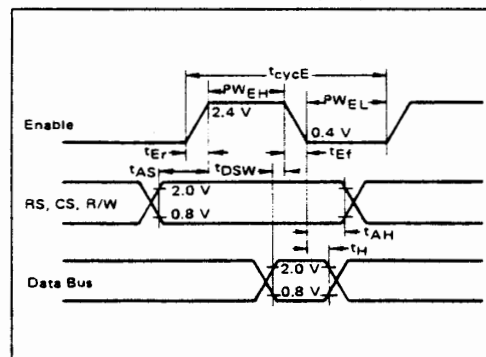 tcycE
PWEH
PWEL
2.4 V
0.4 V
Enable
tEr
tEf
tAS
tDSW
2.0 V
RS, CS, R/W
0.8 V
tAH
tH
2.0 V
Data Bus
0.8 V